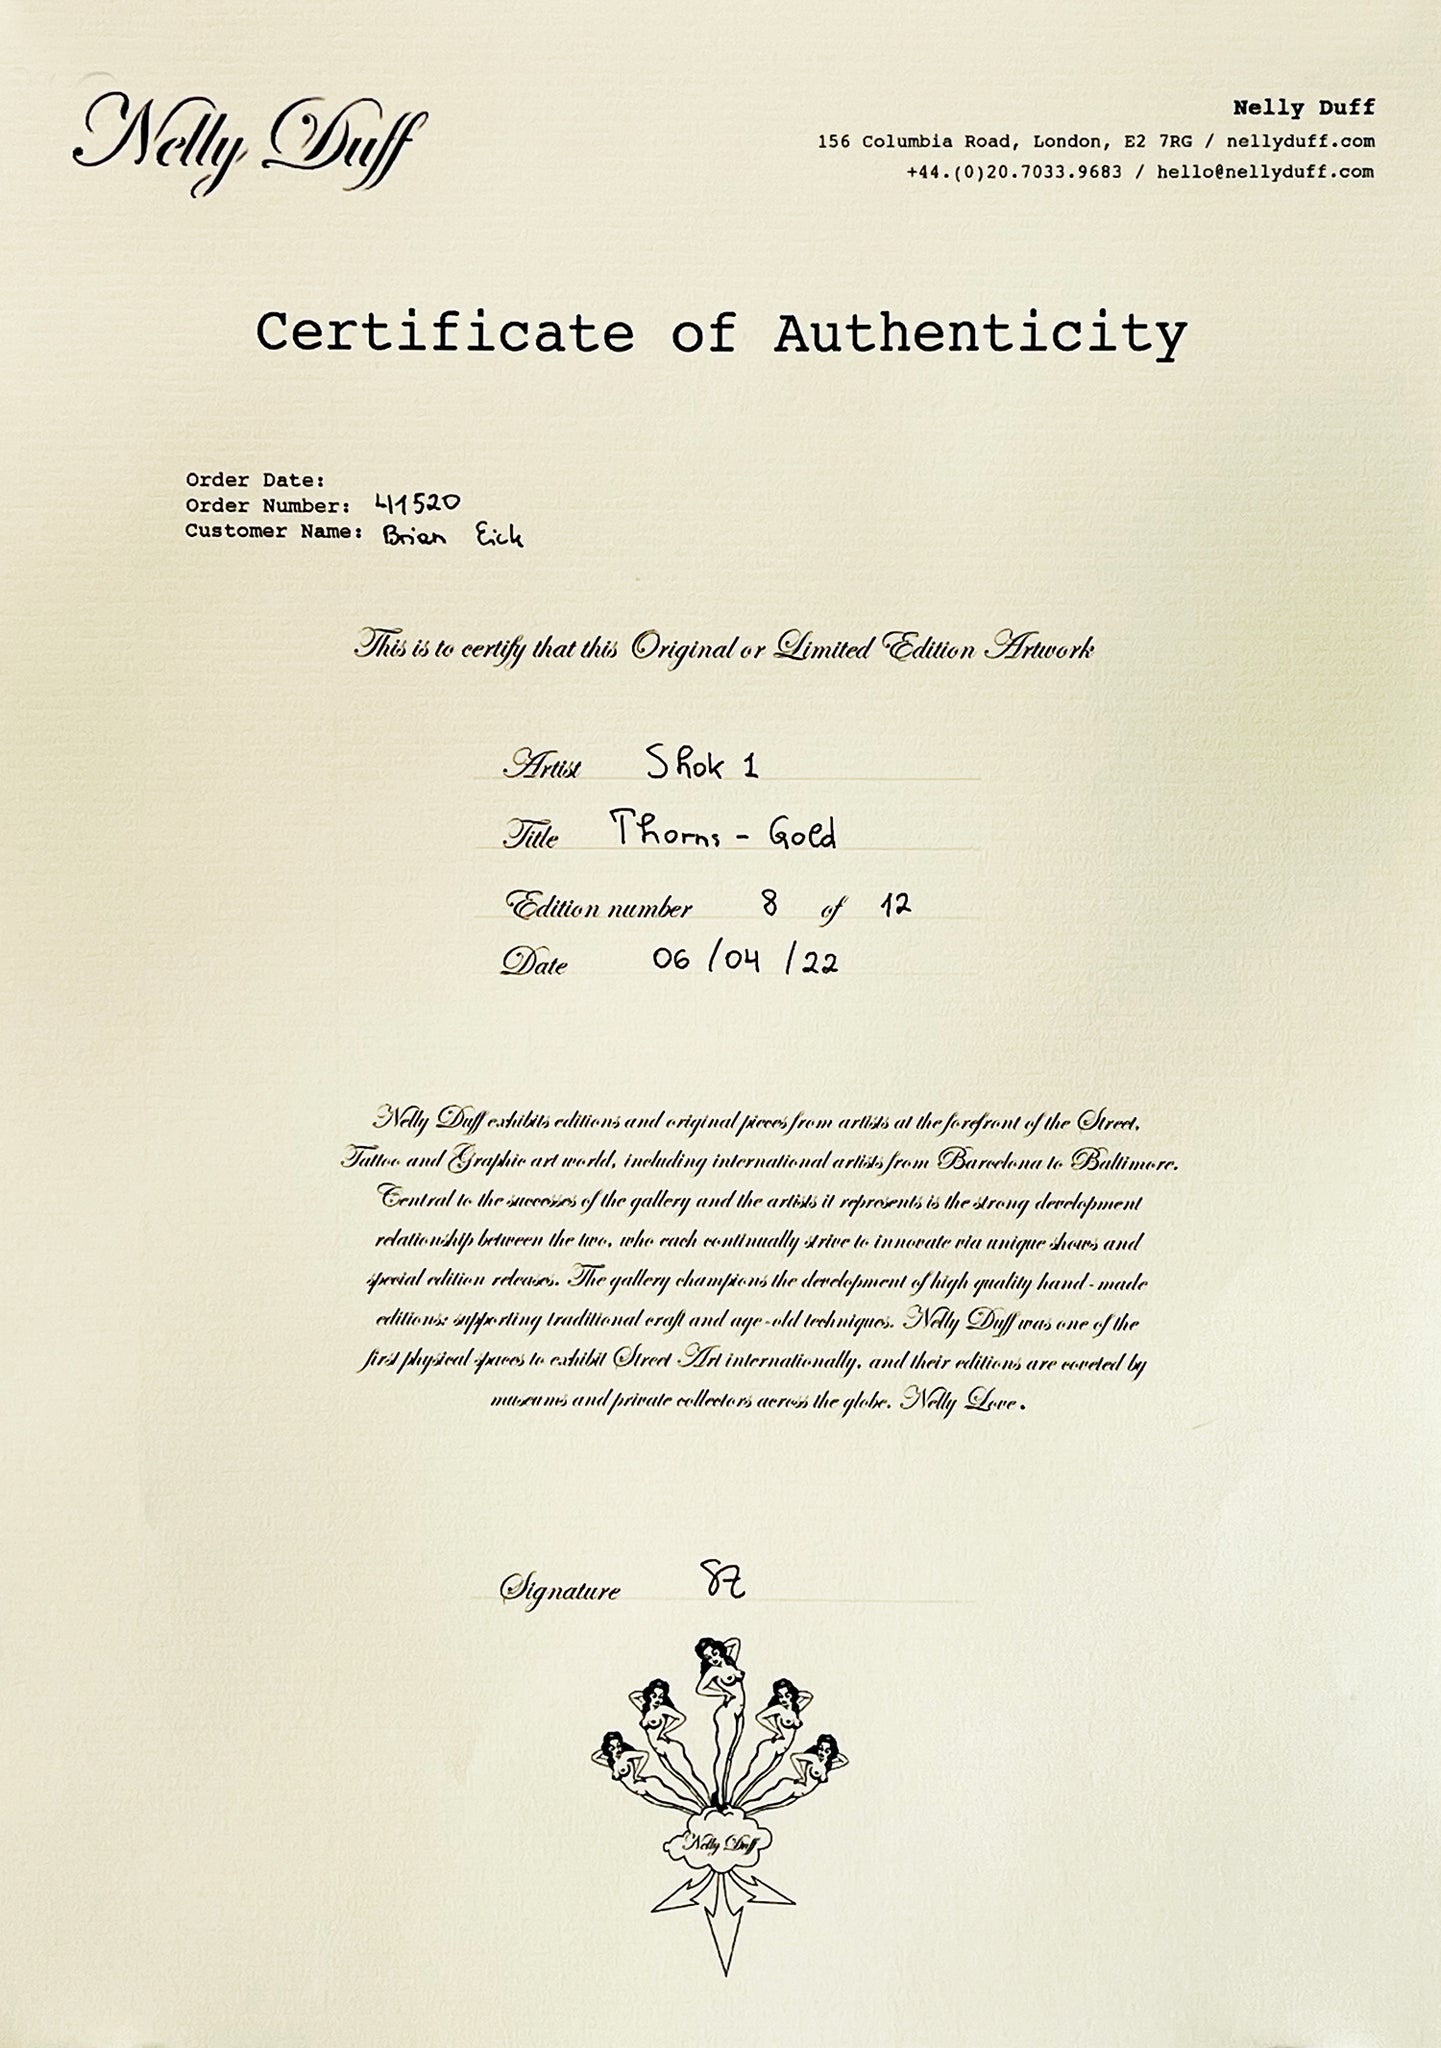 Nelly Duff
Nelly Duff
156 Columbia Road, London, E2 7RG / nellyduff.com
+44.(0)20.7033.9683 / hello@nellyduff.com
Certificate of Authenticity
Order Date:
Order Number: 41520
Customer Name: Brian Eick
This is to certify that this Original or Limited Edition Artwork
Artist Shok 1
Title Thorns - Gold
Edition number 8 of 12
Date 06/04/22
Nelly Duff exhibits editions and original pieces from artists at the forefront of the Street,
Tattoo and Graphic art world, including international artists from Barcelona to Baltimore.
Central to the successes of the gallery and the artists it represents is the strong development
relationship between the two, who each continually strive to innovate via unique shows and
special edition releases. The gallery champions the development of high quality hand-made
editions: supporting traditional craft and age-old techniques. Nelly Duff was one of the
first physical spaces to exhibit Street Art internationally, and their editions are coveted by
museums and private collectors across the globe. Nelly Love.
Signature
Nelly Duff